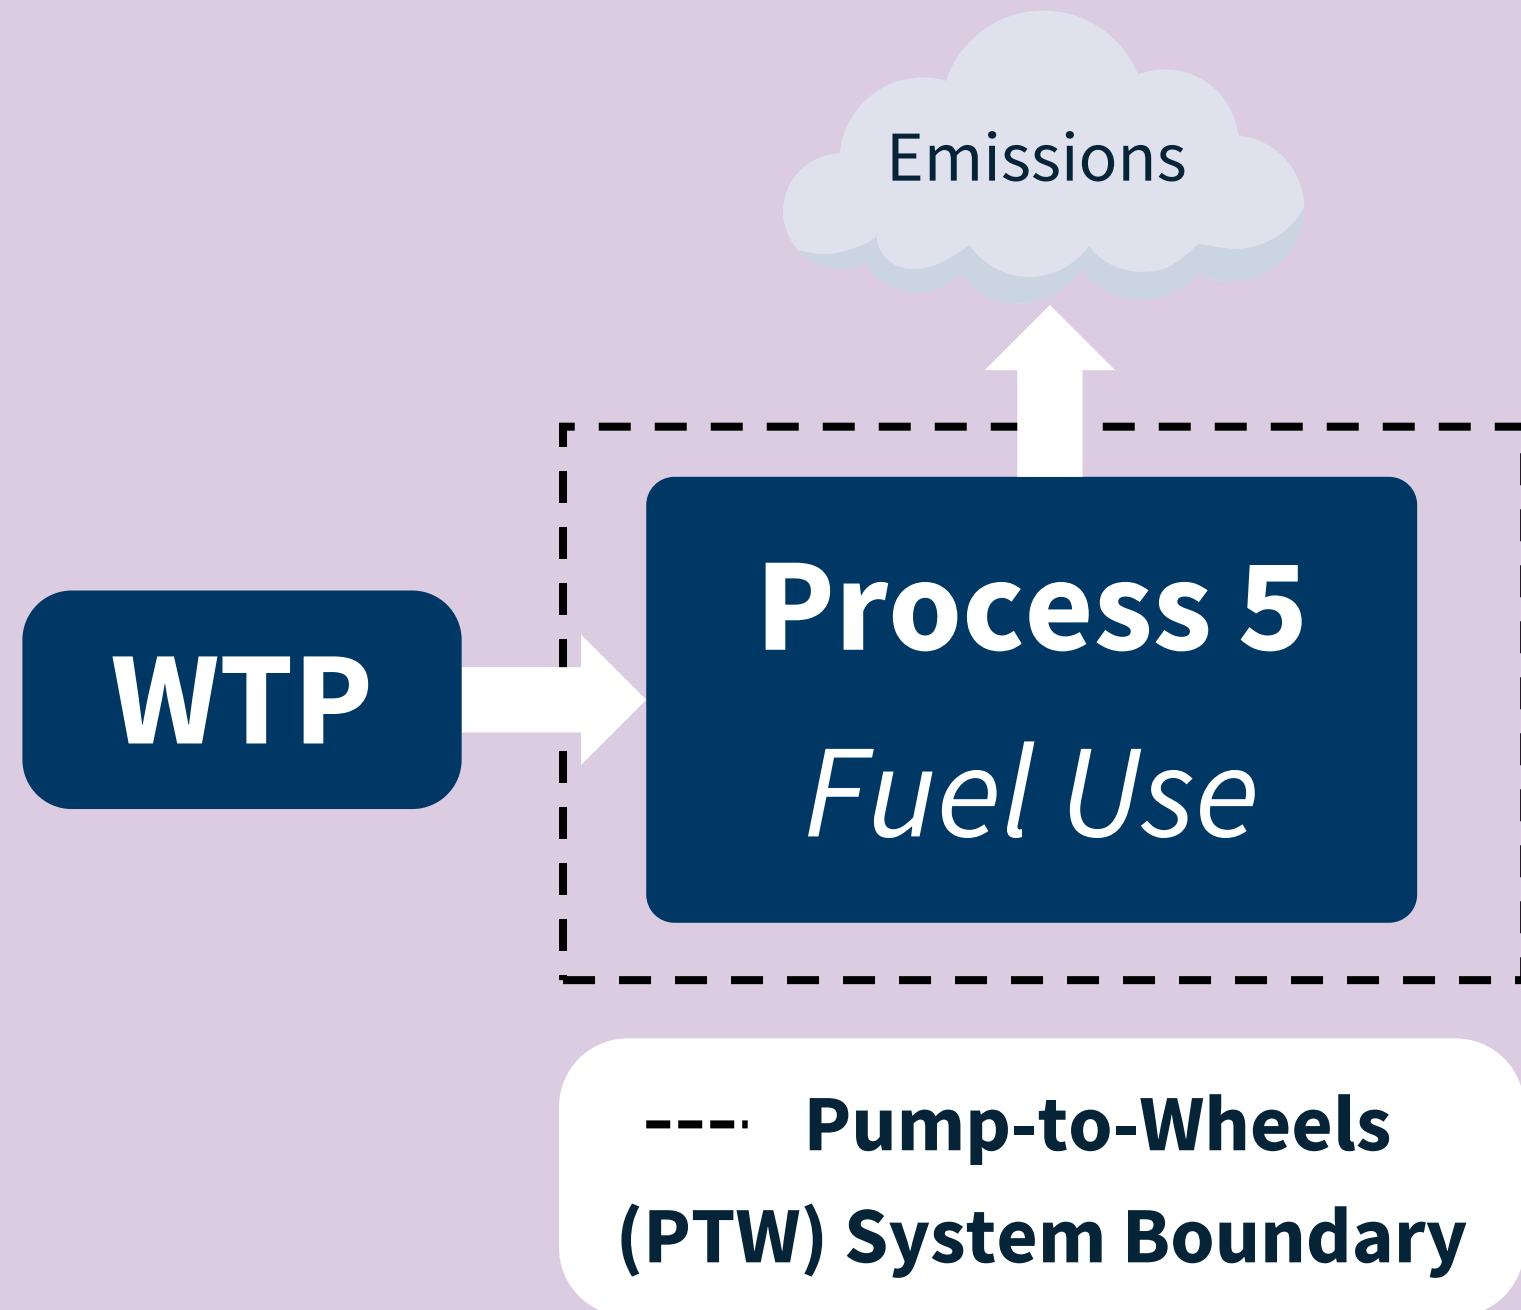 Emissions
WTP
Process 5
Fuel Use
Pump-to-Wheels
(PTW) System Boundary